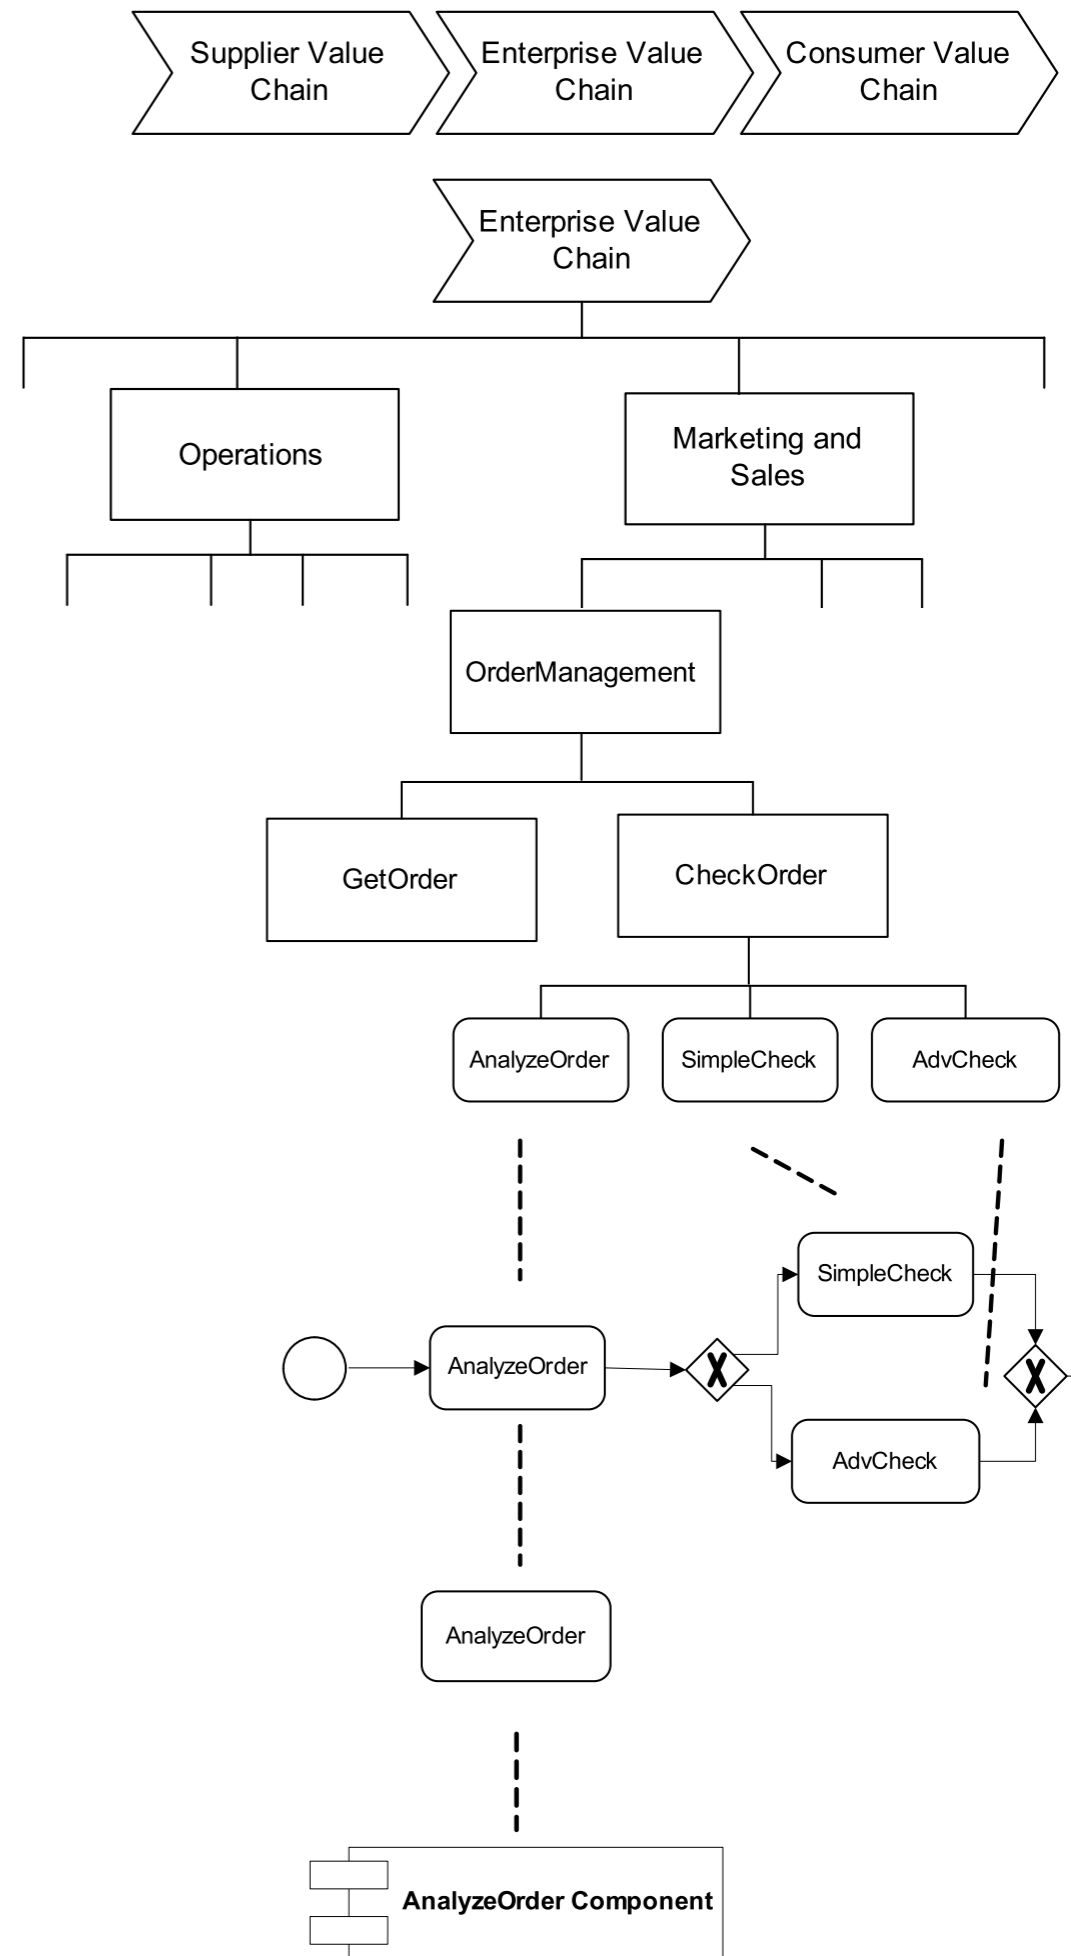 Supplier Value
Chain
Enterprise Value
Chain
Consumer Value
Chain
Enterprise Value
Chain
Operations
Marketing and
Sales
OrderManagement
GetOrder
CheckOrder
AnalyzeOrder
SimpleCheck
AdvCheck
SimpleCheck
AnalyzeOrder
X
X
AdvCheck
AnalyzeOrder
AnalyzeOrder Component